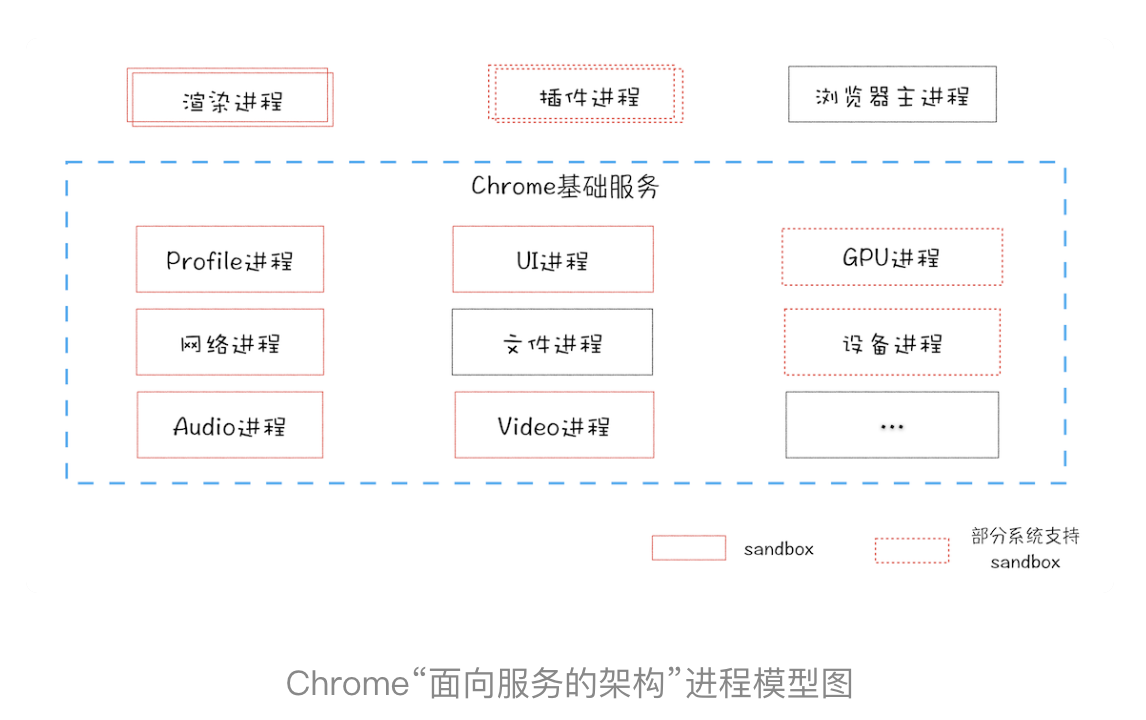 渲染进程
插件进程
浏览器主进程
Chrome基础服务
Profile进程
UI进程
GPU进程
网络进程
文件进程
设备进程
Audio进程
Video进程
...
sandbox
部分系统支持
sandbox
Chrome“面向服务的架构”进程模型图